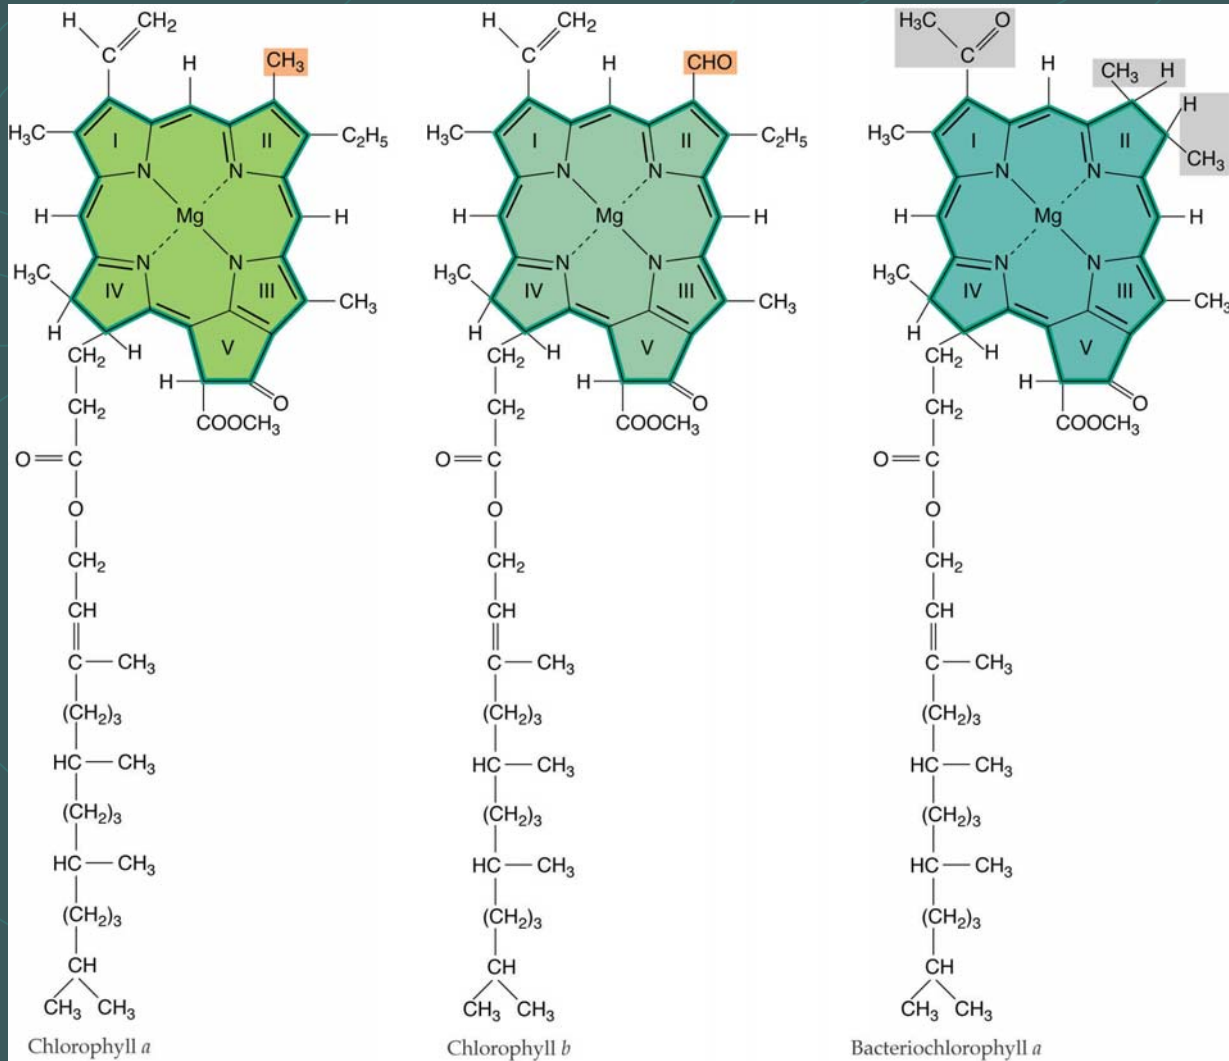 H
CH2
C
H
CH3
I
II
H3C
C2H5
N
N
H
Mg
H
N
N
H3C
IV
III
CH3
H
H
V
CH2
H
O
CH2
COOCH3
O
C
O
CH2
CH
C
CH3
(CH2)3
HC
CH3
(CH2)3
HC
CH3
(CH2)3
CH
CH3
CH3
Chlorophyll a
H
CH2
C
H
CHO
I
II
H3C
C2H5
N
N
H
Mg
H
N
N
H3C
IV
III
CH3
H
H
V
CH2
H
O
CH2
COOCH3
O
C
O
CH2
CH
C
CH3
(CH2)3
HC
CH3
(CH2)3
HC
CH3
(CH2)3
CH
CH3
CH3
Chlorophyll b
H3C
O
C
H
CH3
H
H
I
II
H3C
CH3
N
N
H
Mg
H
N
N
H3C
IV
III
CH3
H
H
V
CH2
H
O
CH2
COOCH3
O
C
O
CH2
CH
C
CH3
(CH2)3
HC
CH3
(CH2)3
HC
CH3
(CH2)3
CH
CH3
CH3
Bacteriochlorophyll a